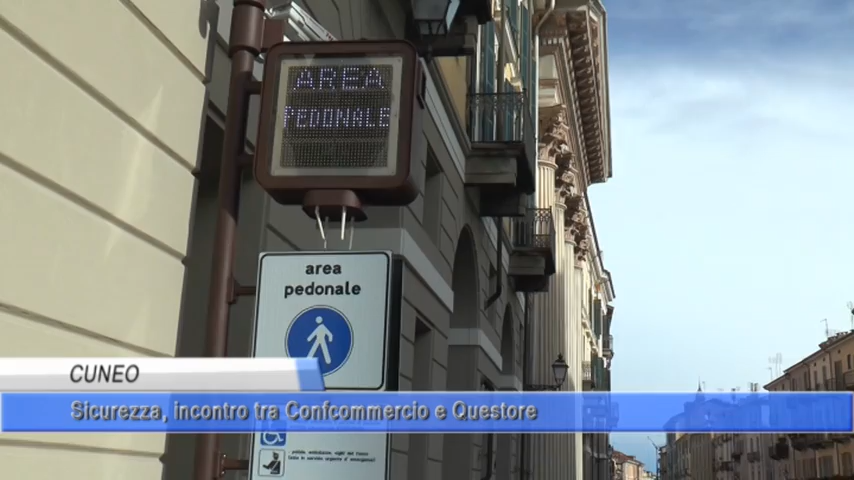 AREA
PEDONALE
area
pedonale
CUNEO
Sicurezza, incontro tra Confcommercio e Questore